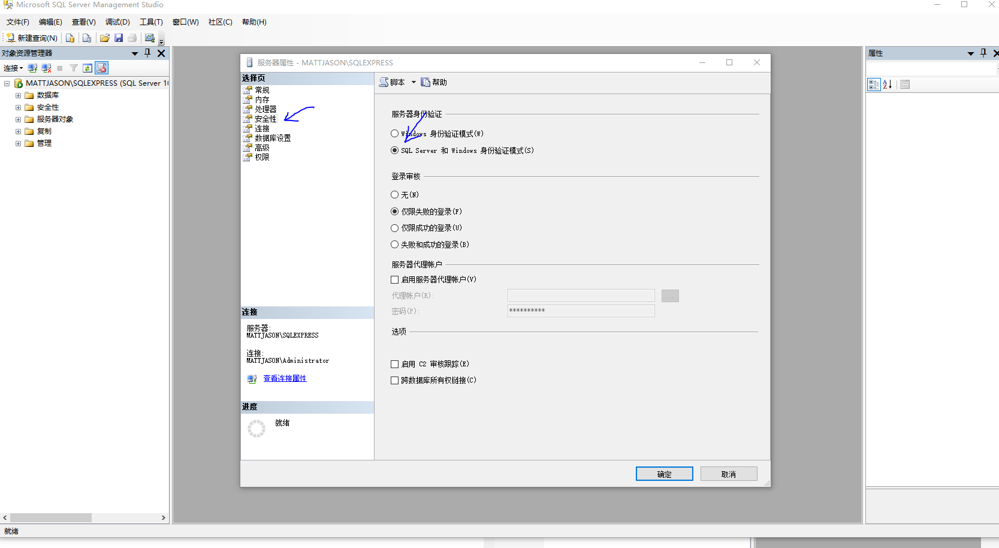 Microsoft SQL Server Management Studio
文件(F) 编辑(E) 查看(V) 调试(D) 工具(T) 窗口(W) 社区(C) 帮助(H)
新建查询(N)
对象资源管理器
连接
MATTJASON\SQLEXPRESS (SQL Server 10
数据库
安全性
服务器对象
复制
管理
服务器属性 - MATTJASON\SQLEXPRESS
选择页
常规
内存
处理器
安全性
连接
数据库设置
高级
权限
连接
服务器:
MATTJASON\SQLEXPRESS
连接:
MATTJASON\Administrator
查看连接属性
进度
就绪
脚本 帮助
服务器身份验证
Windows 身份验证模式(W)
SQL Server 和 Windows 身份验证模式(S)
登录审核
无(N)
仅限失败的登录(F)
仅限成功的登录(U)
失败和成功的登录(B)
服务器代理帐户
启用服务器代理帐户(V)
代理帐户(R):
...
密码(P):
**********
选项
启用 C2 审核跟踪(E)
跨数据库所有权链接(C)
确定 取消
属性
就绪